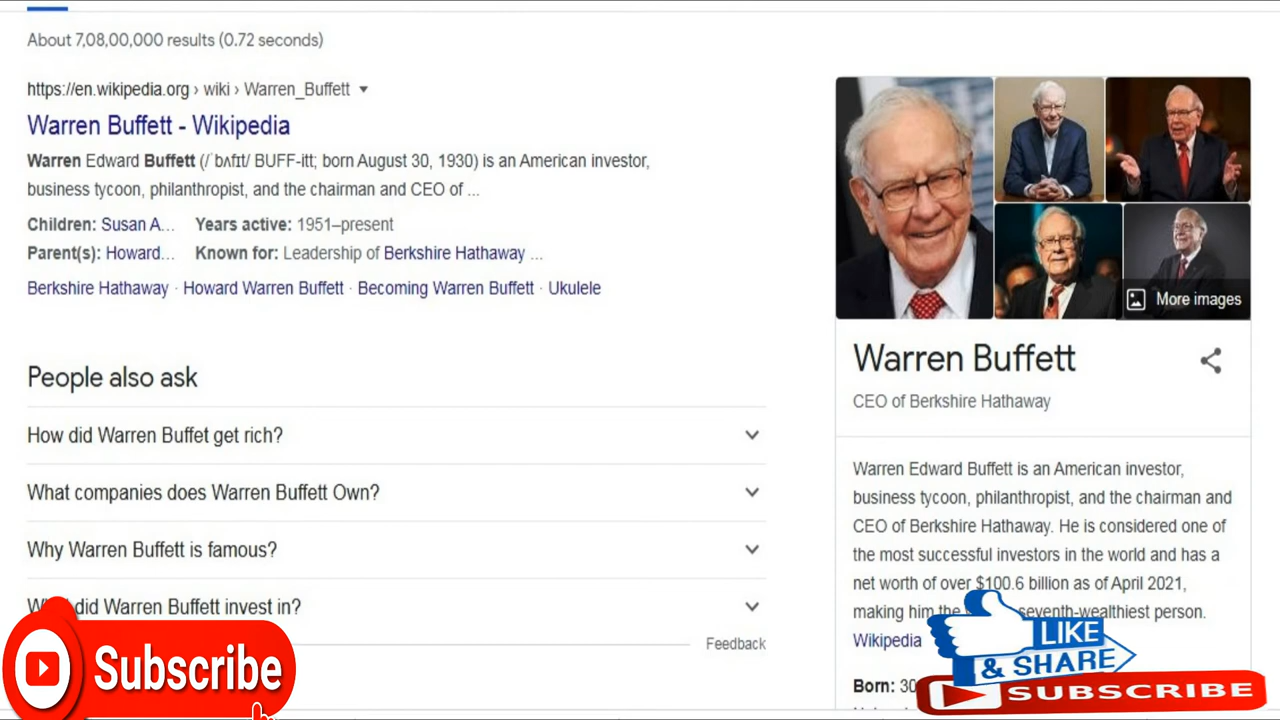 About 7,08,00,000 results (0.72 seconds)
https://en.wikipedia.org › wiki › Warren_Buffett
Warren Buffett - Wikipedia
Warren Edward Buffett (/ˈbʌfɪt/ BUFF-itt; born August 30, 1930) is an American investor,
business tycoon, philanthropist, and the chairman and CEO of ...
Children: Susan A... Years active: 1951–present
Parent(s): Howard... Known for: Leadership of Berkshire Hathaway ...
Berkshire Hathaway · Howard Warren Buffett · Becoming Warren Buffett · Ukulele
People also ask
How did Warren Buffet get rich?
What companies does Warren Buffett Own?
Why Warren Buffett is famous?
did Warren Buffett invest in?
Feedback
Subscribe
More images
Warren Buffett
CEO of Berkshire Hathaway
Warren Edward Buffett is an American investor,
business tycoon, philanthropist, and the chairman and
CEO of Berkshire Hathaway. He is considered one of
the most successful investors in the world and has a
net worth of over $100.6 billion as of April 2021,
making him the seventh-wealthiest person.
Wikipedia
LIKE
& SHARE
Born: 30
SUBSCRIBE